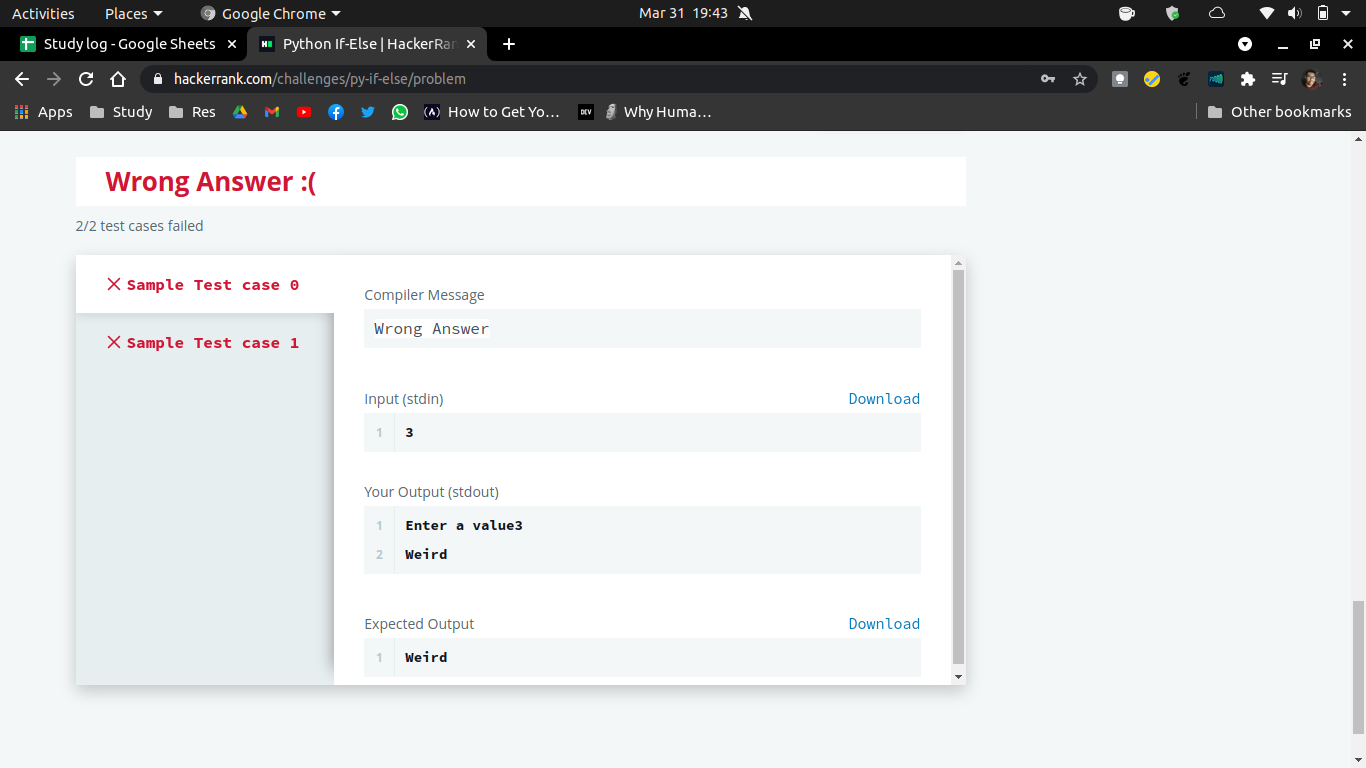 Activities Places Google Chrome Mar 31 19:43
Study log - Google Sheets Python If-Else | HackerRan
hackerrank.com/challenges/py-if-else/problem
Apps Study Res How to Get Yo… DEV Why Huma… Other bookmarks
Wrong Answer :(
2/2 test cases failed
Sample Test case 0
Sample Test case 1
Compiler Message
Wrong Answer
Input (stdin) Download
1 3
Your Output (stdout)
1 Enter a value3
2 Weird
Expected Output Download
1 Weird